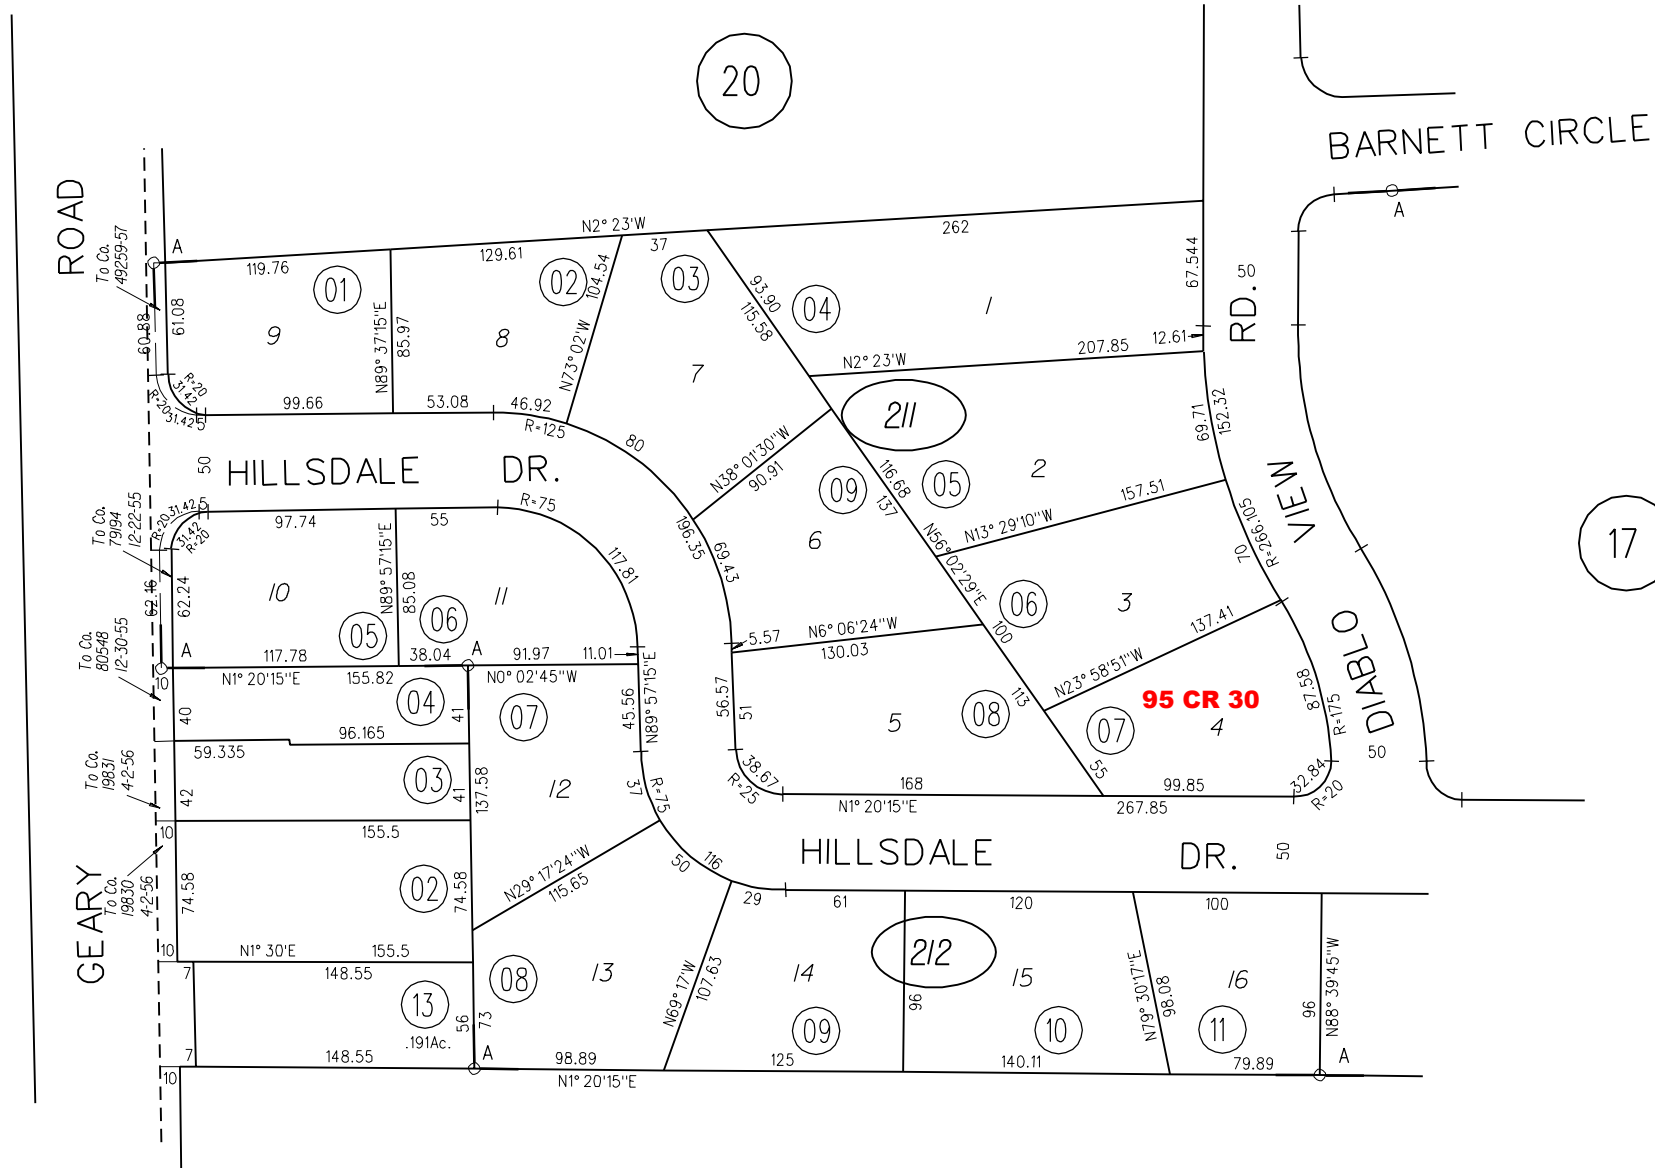 20
BARNETT CIRCLE
A
ROAD
To Co.
49259-57
A
N2° 23'W
262
37
129.61
119.76
01
02
03
04
104.54
93.90
115.58
67.544
50
RD.
61.08
60.88
N89° 37'15"E
85.97
N73° 02'W
9
8
7
1
12.61
207.85
N2° 23'W
R=20
31.42
R=20
31.42
5
99.66
53.08
46.92
R=125
80
211
69.71
152.32
N38° 01'30"W
90.91
50
HILLSDALE DR.
09
116.68
137
05
2
157.51
N13° 29'10"W
VIEW
R=20
31.42
5
31.42
R=20
97.74
55
R=75
To Co.
79194
12-22-55
196.35
69.43
6
N56° 02'29"E
70
R=266.105
17
117.81
62.24
62.16
10
N89° 57'15"E
85.08
11
05
06
06
3
137.41
N23° 58'51"W
DIABLO
To Co.
80548
12-30-55
A
A
10
117.78
38.04
91.97
11.01
N1° 20'15"E
155.82
N0° 02'45"W
5.57
N6° 06'24"W
130.03
100
113
N89° 57'15"E
45.56
56.57
51
5
08
95 CR 30
07
4
87.58
R=175
50
40
04
41
07
96.165
59.335
To Co.
19831
4-2-56
42
03
41
137.58
12
37
R=75
38.67
R=25
168
N1° 20'15"E
55
99.85
267.85
32.84
R=20
10
155.5
HILLSDALE DR.
50
GEARY
To Co.
19830
4-2-56
74.58
02
74.58
N29° 17'24"W
115.65
50
116
29
61
120
100
10
N1° 30'E
155.5
7
148.55
212
13
.191Ac.
56
73
08
13
N69° 17'W
107.63
14
09
96
15
10
N79° 30'17"E
98.08
16
11
96
N88° 39'45"W
7
148.55
A
98.89
125
140.11
79.89
A
10
N1° 20'15"E